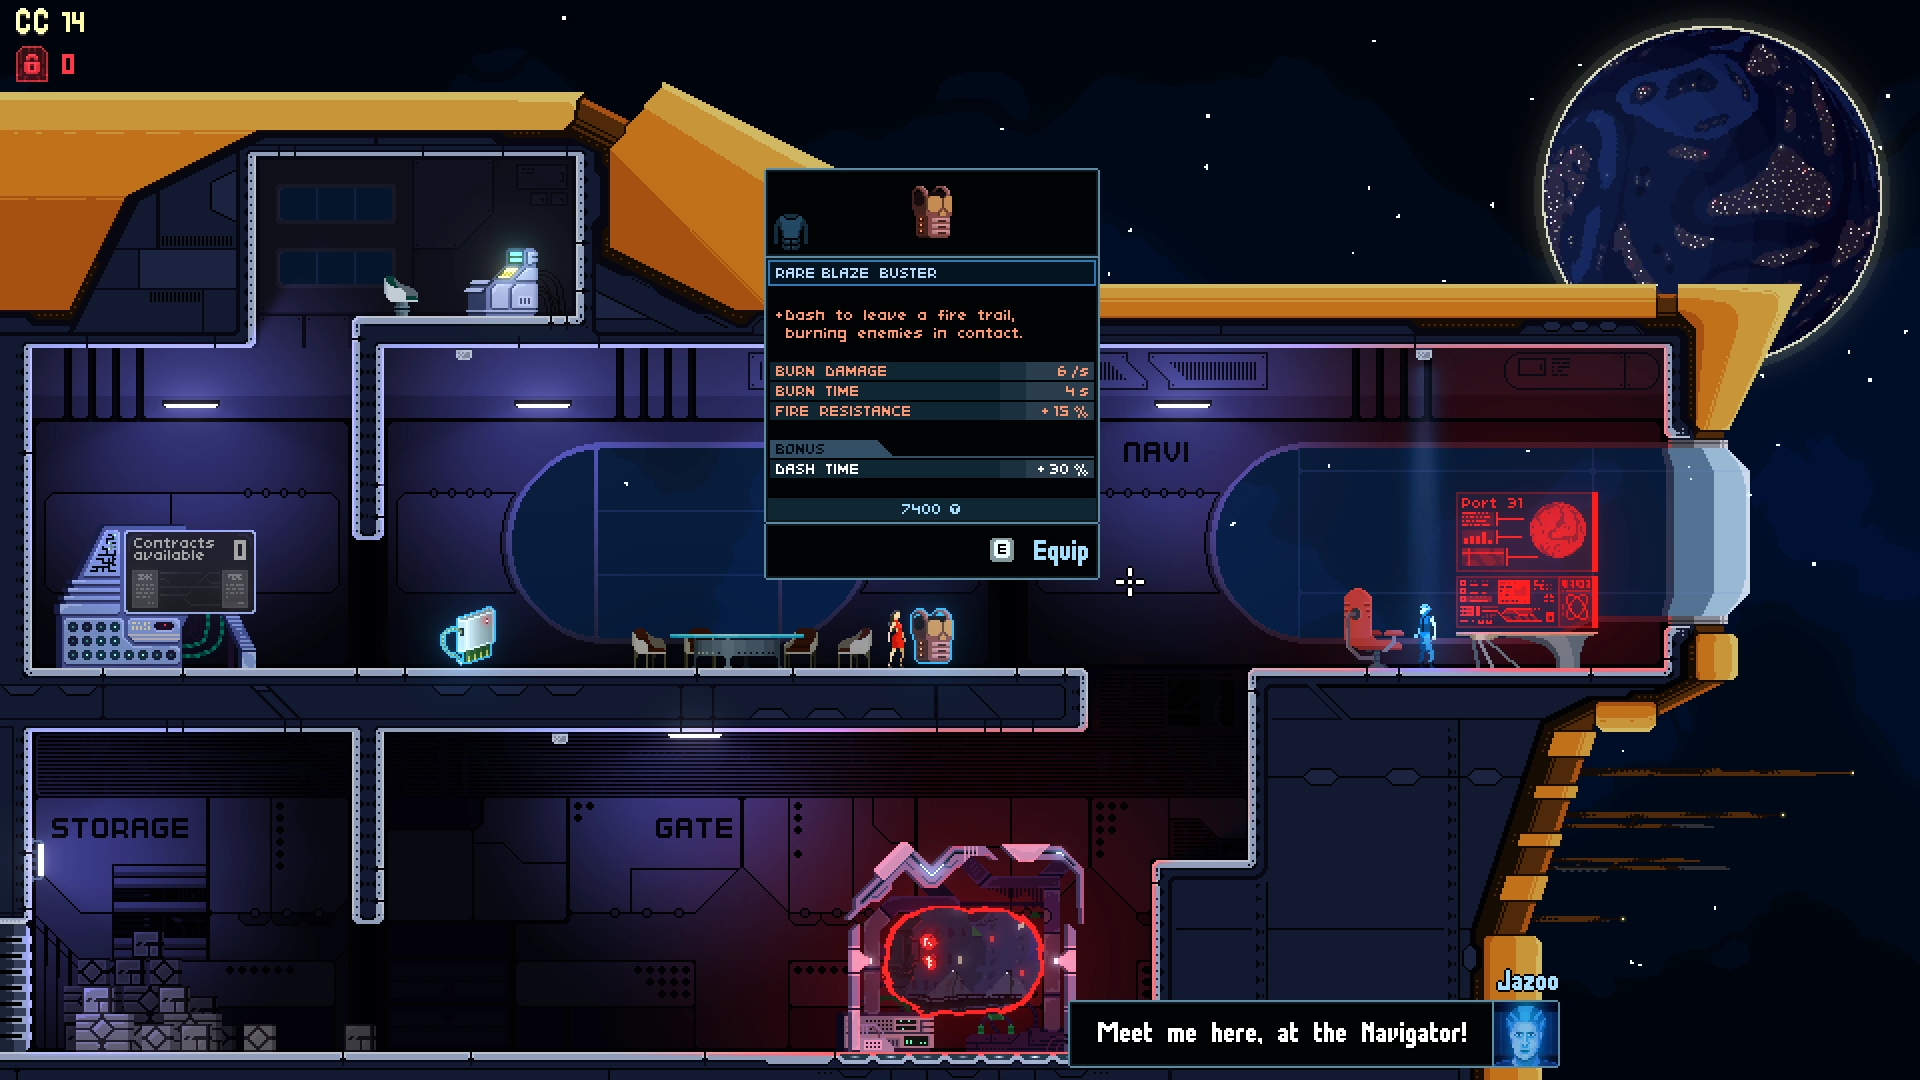 CC 14
0
RARE BLAZE BUSTER
+Dash to leave a fire trail,
burning enemies in contact.
BURN DAMAGE 6 /s
BURN TIME 4 s
FIRE RESISTANCE +15 %
BONUS
DASH TIME +30 %
7400
E Equip
NAVI
Port 31
Contracts
available 0
STORAGE
GATE
Jazoo
Meet me here, at the Navigator!